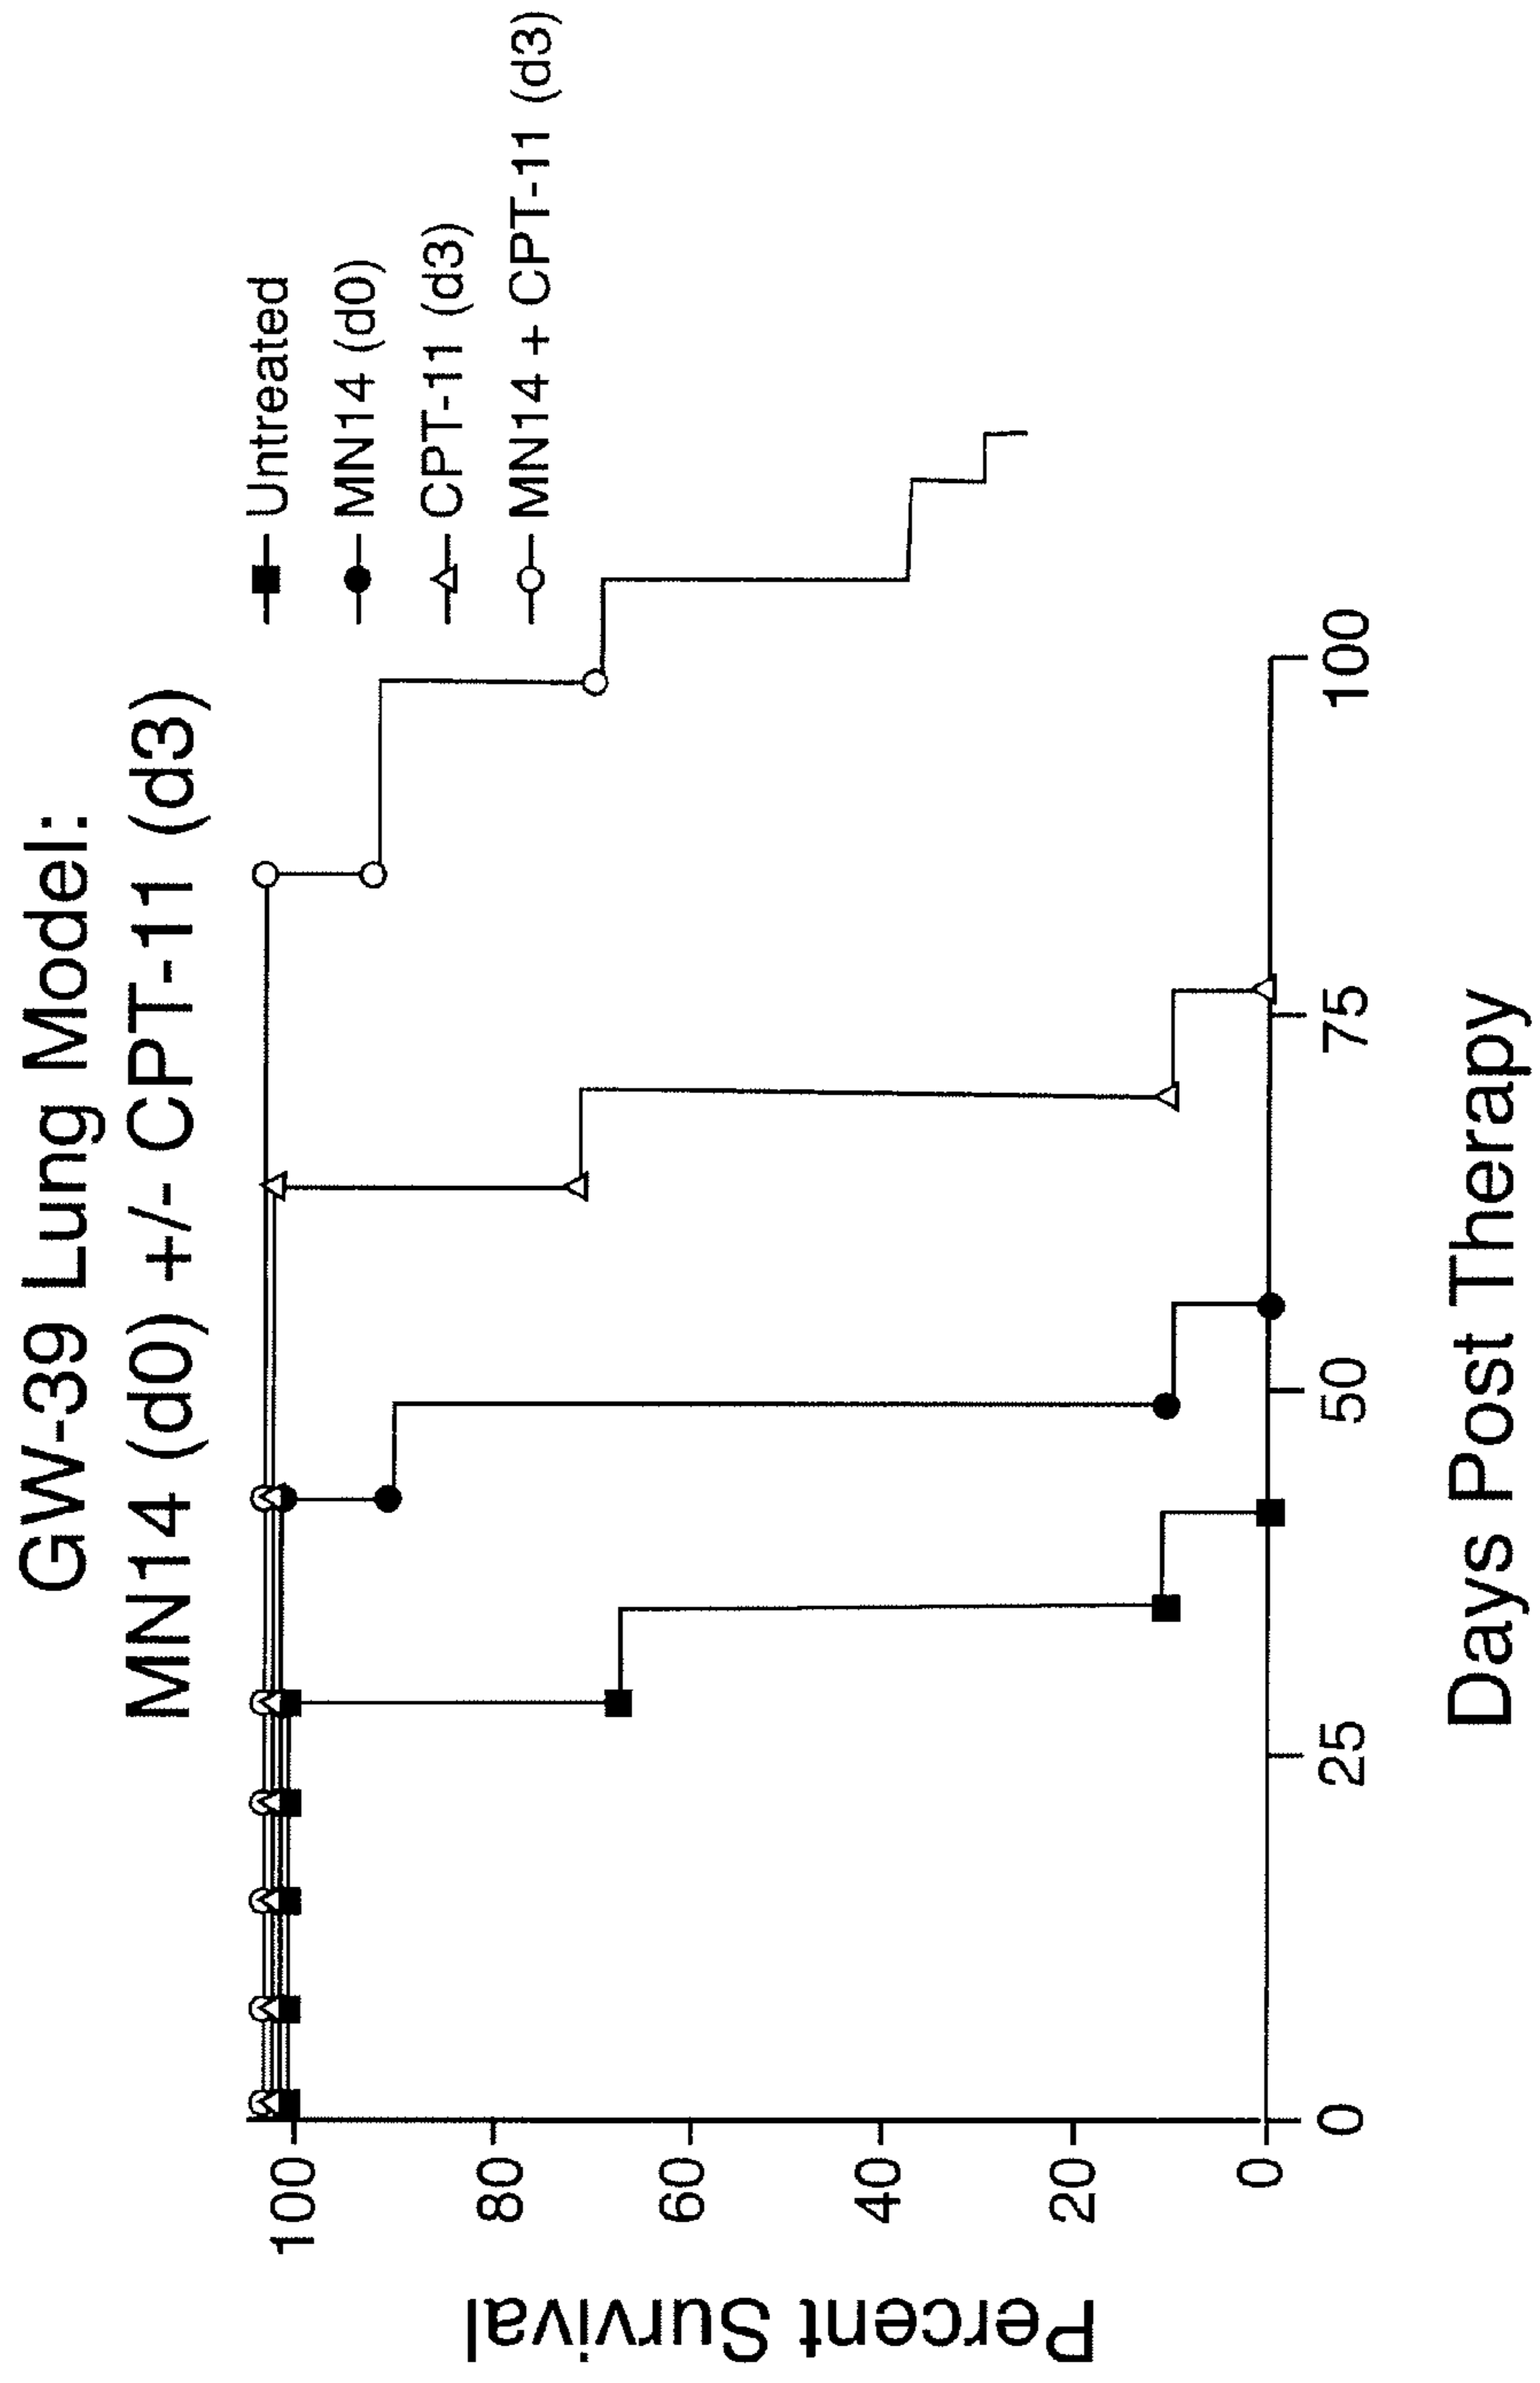 GW-39 Lung Model:
MN14 (d0) +/- CPT-11 (d3)
Untreated
MN14 (d0)
CPT-11 (d3)
MN14 + CPT-11 (d3)
Percent Survival
100
80
60
40
20
0
0
25
50
75
100
Days Post Therapy